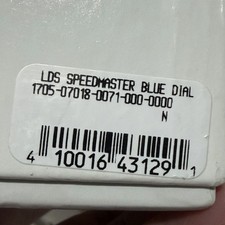 LDS SPEEDMASTER BLUE DIAL
1705-07018-0071-000-0000
N
4 10016 43129 1